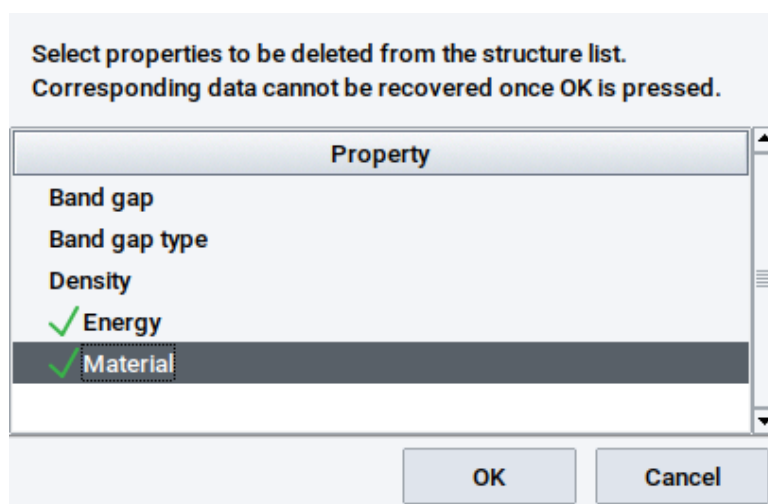 Select properties to be deleted from the structure list.
Corresponding data cannot be recovered once OK is pressed.
Property
Band gap
Band gap type
Density
Energy
Material
OK
Cancel